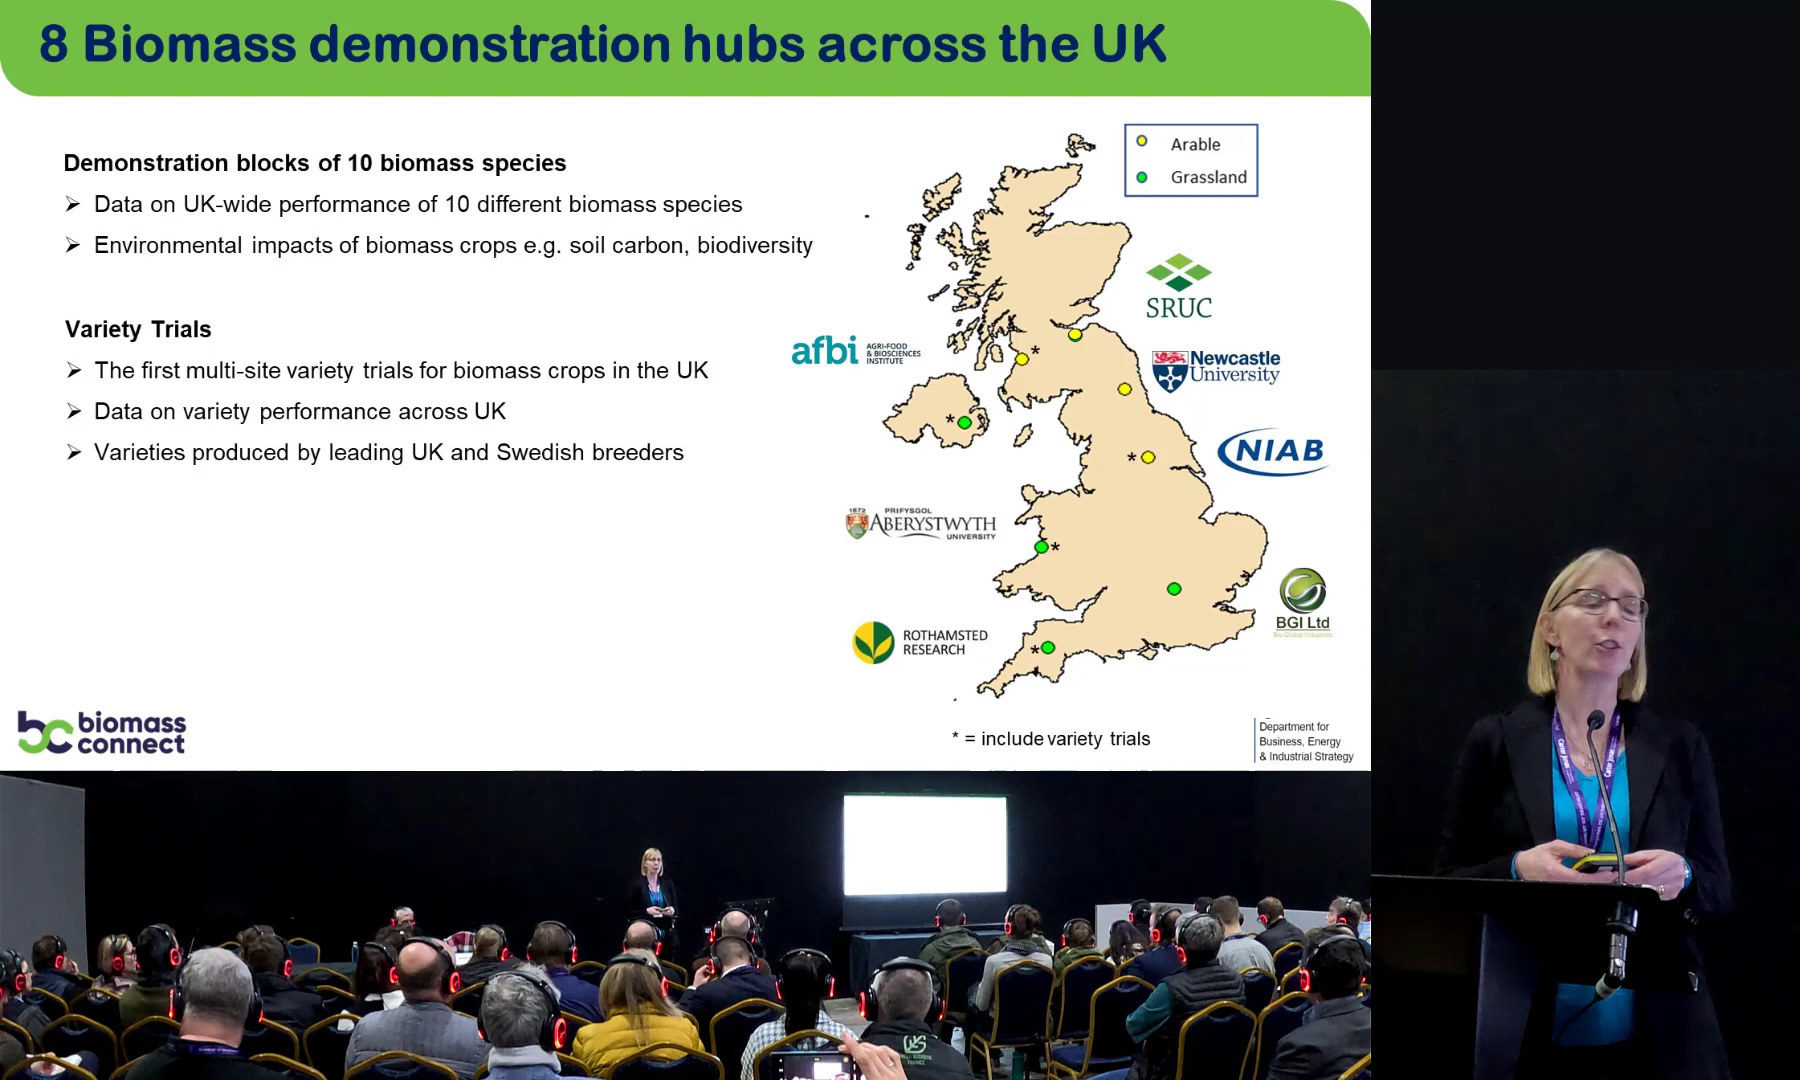 8 Biomass demonstration hubs across the UK
Demonstration blocks of 10 biomass species
Data on UK-wide performance of 10 different biomass species
Environmental impacts of biomass crops e.g. soil carbon, biodiversity
Variety Trials
The first multi-site variety trials for biomass crops in the UK
Data on variety performance across UK
Varieties produced by leading UK and Swedish breeders
Arable
Grassland
SRUC
afbi
AGRI-FOOD
& BIOSCIENCES
INSTITUTE
*
Newcastle
University
*
NIAB
*
1872
PRIFYSGOL
ABERYSTWYTH
UNIVERSITY
*
BGI Ltd
Bio Global Industries
ROTHAMSTED
RESEARCH
*
* = include variety trials
biomass
connect
Department for
Business, Energy
& Industrial Strategy